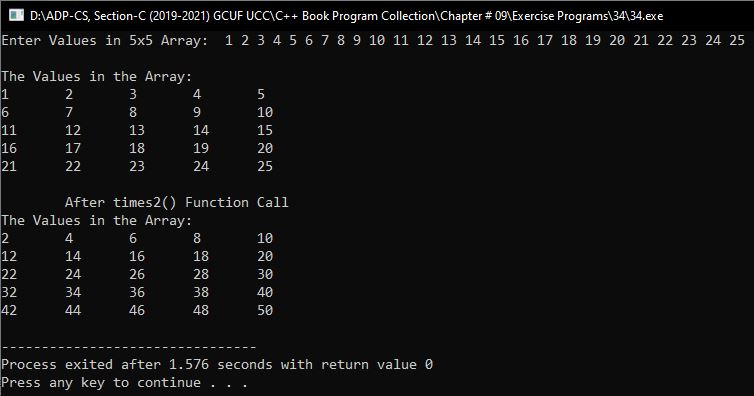 D:\ADP-CS, Section-C (2019-2021) GCUF UCC\C++ Book Program Collection\Chapter # 09\Exercise Programs\34\34.exe
Enter Values in 5x5 Array:  1 2 3 4 5 6 7 8 9 10 11 12 13 14 15 16 17 18 19 20 21 22 23 24 25
The Values in the Array:
1       2       3       4       5
6       7       8       9       10
11      12      13      14      15
16      17      18      19      20
21      22      23      24      25
        After times2() Function Call
The Values in the Array:
2       4       6       8       10
12      14      16      18      20
22      24      26      28      30
32      34      36      38      40
42      44      46      48      50
--------------------------------
Process exited after 1.576 seconds with return value 0
Press any key to continue . . .